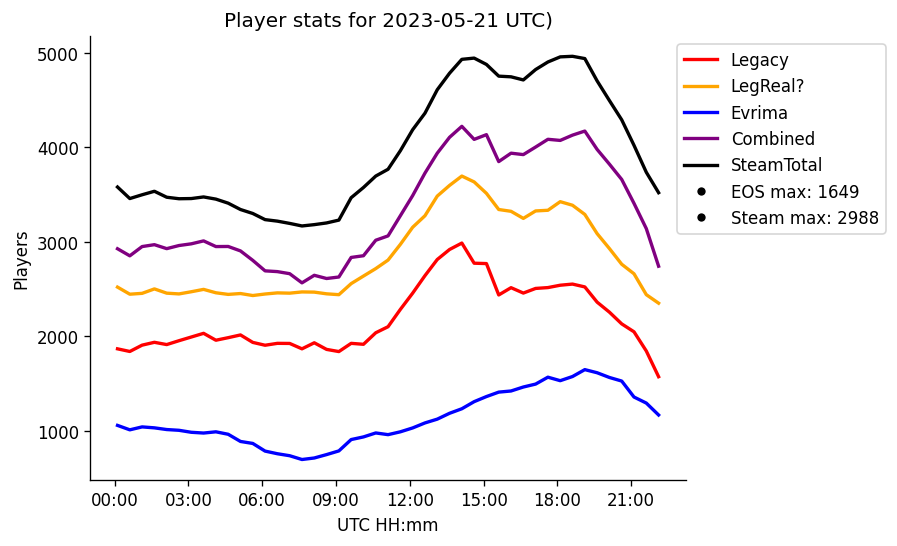 Player stats for 2023-05-21 UTC)
5000
4000
3000
2000
1000
Players
00:00 03:00 06:00 09:00 12:00 15:00 18:00 21:00
UTC HH:mm
Legacy
LegReal?
Evrima
Combined
SteamTotal
EOS max: 1649
Steam max: 2988